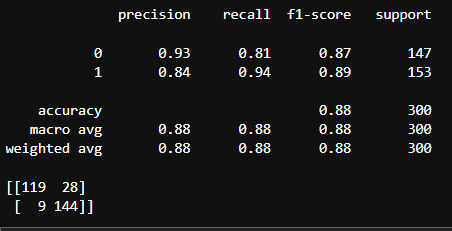 precision recall f1-score support
0 0.93 0.81 0.87 147
1 0.84 0.94 0.89 153
accuracy 0.88 300
macro avg 0.88 0.88 0.88 300
weighted avg 0.88 0.88 0.88 300
[[119 28]
[ 9 144]]